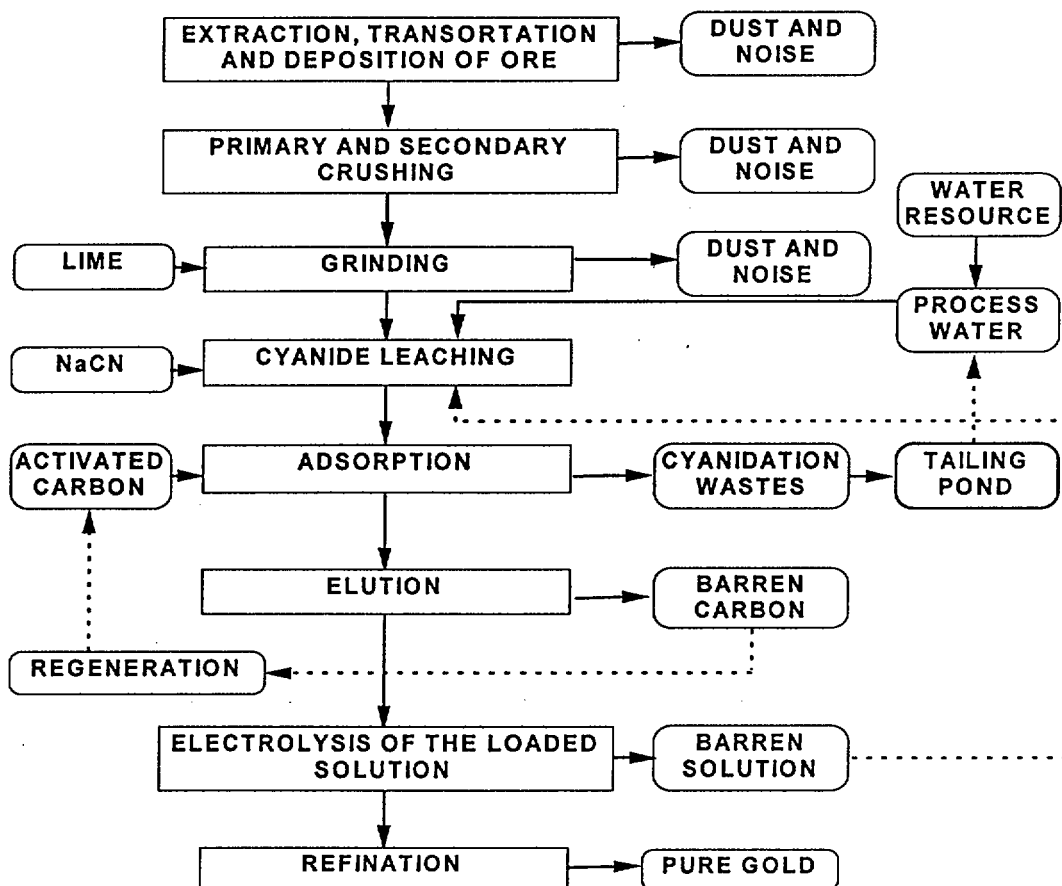 EXTRACTION, TRANSORTATION
AND DEPOSITION OF ORE
DUST AND
NOISE
PRIMARY AND SECONDARY
CRUSHING
DUST AND
NOISE
WATER
RESOURCE
LIME
GRINDING
DUST AND
NOISE
PROCESS
WATER
NaCN
CYANIDE LEACHING
ACTIVATED
CARBON
ADSORPTION
CYANIDATION
WASTES
TAILING
POND
ELUTION
BARREN
CARBON
REGENERATION
ELECTROLYSIS OF THE LOADED
SOLUTION
BARREN
SOLUTION
REFINATION
PURE GOLD